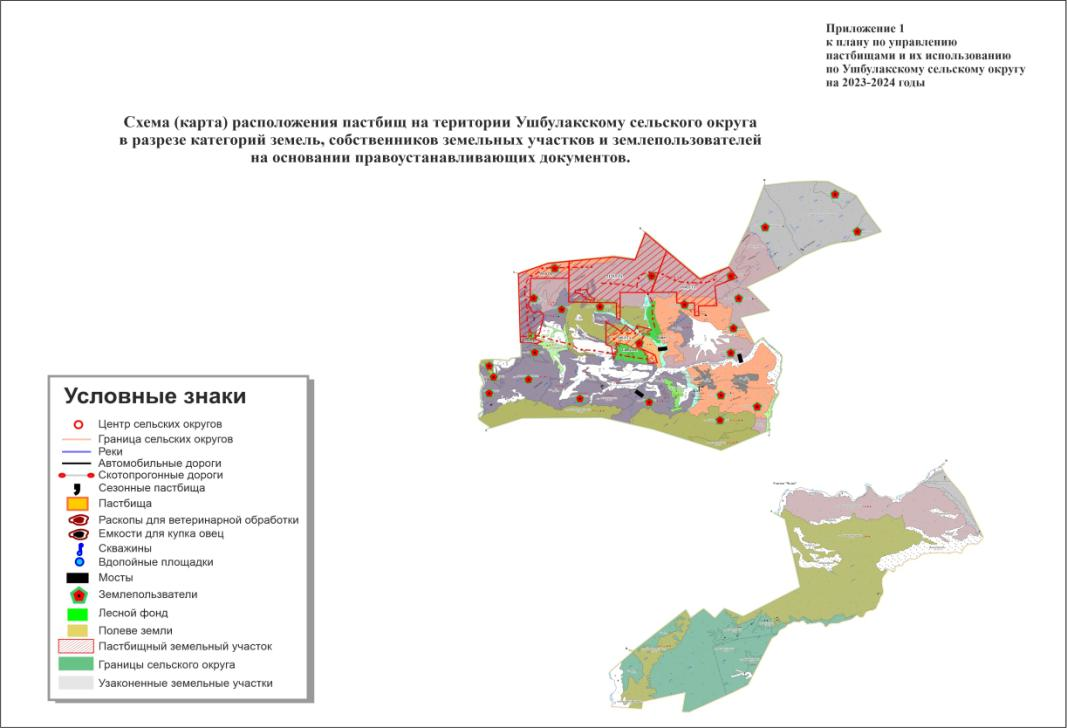 Приложение 1
к плану по управлению
пастбищами и их использованию
по Ушбулакскому сельскому округу
на 2023-2024 годы
Схема (карта) расположения пастбищ на територии Ушбулакскому сельского округа
в разрезе категорий земель, собственников земельных участков и землепользователей
на основании правоустанавливающих документов.
Условные знаки
Центр сельских округов
Граница сельских округов
Реки
Автомобильные дороги
Скотопрогонные дороги
Сезонные пастбища
Пастбища
Раскопы для ветеринарной обработки
Емкости для купка овец
Скважины
Вдопойные площадки
Мосты
Землепользватели
Лесной фонд
Полеве земли
Пастбищный земельный участок
Границы сельского округа
Узаконенные земельные участки